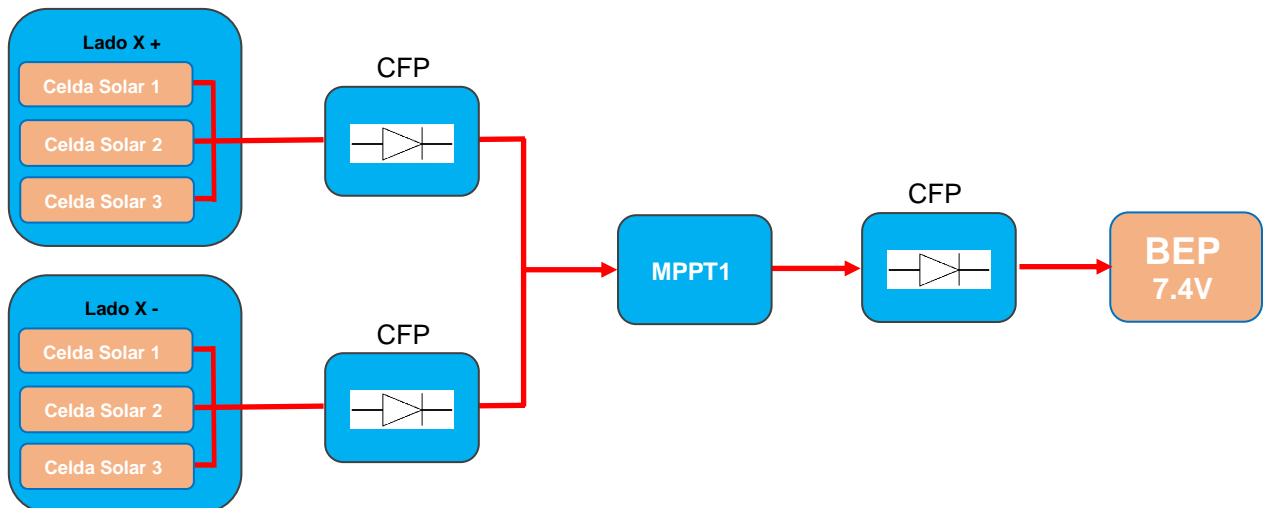 Lado X +
Celda Solar 1
Celda Solar 2
Celda Solar 3
CFP
Lado X -
Celda Solar 1
Celda Solar 2
Celda Solar 3
CFP
MPPT1
CFP
BEP
7.4V